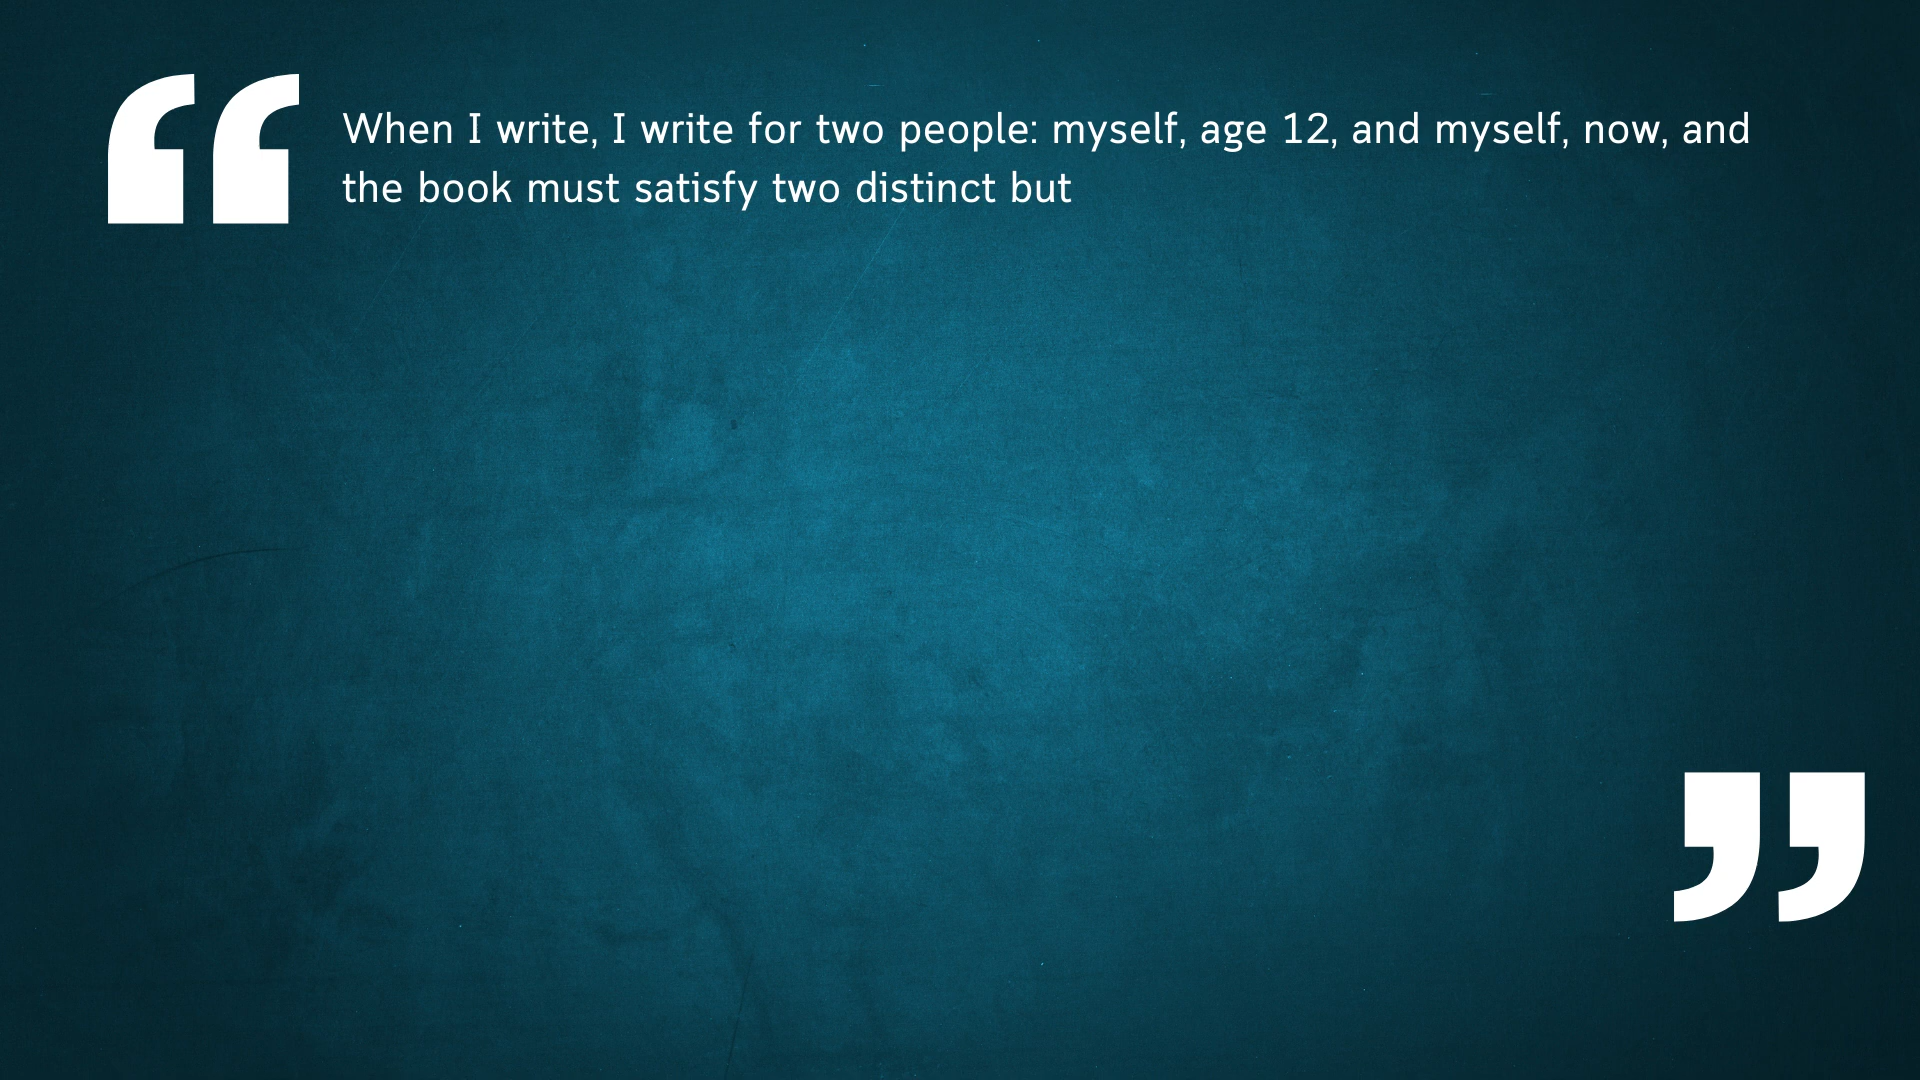 When I write, I write for two people: myself, age 12, and myself, now, and
the book must satisfy two distinct but